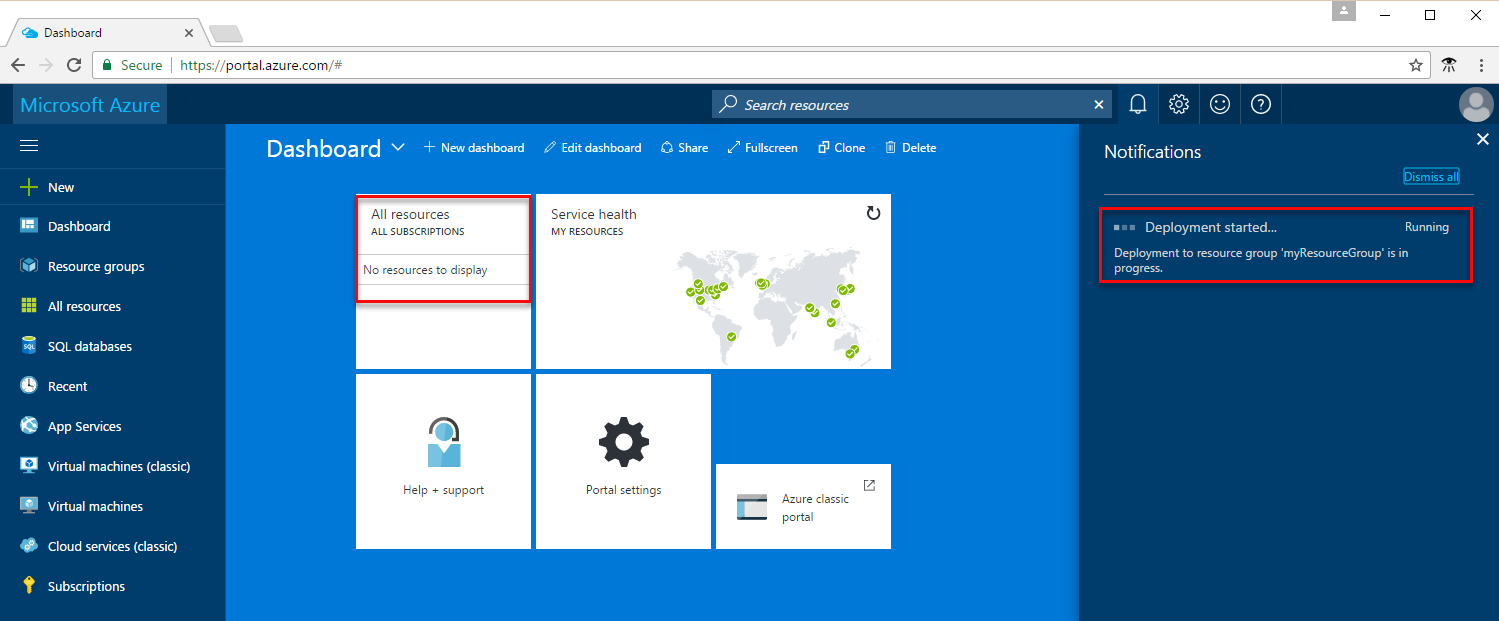 Dashboard
Secure
https://portal.azure.com/#
Microsoft Azure
Search resources
New
Dashboard
Resource groups
All resources
SQL
SQL databases
Recent
App Services
Virtual machines (classic)
Virtual machines
Cloud services (classic)
Subscriptions
Dashboard
New dashboard
Edit dashboard
Share
Fullscreen
Clone
Delete
All resources
ALL SUBSCRIPTIONS
No resources to display
Service health
MY RESOURCES
Help + support
Portal settings
Azure classic
portal
Notifications
Dismiss all
Deployment started...
Running
Deployment to resource group 'myResourceGroup' is in
progress.